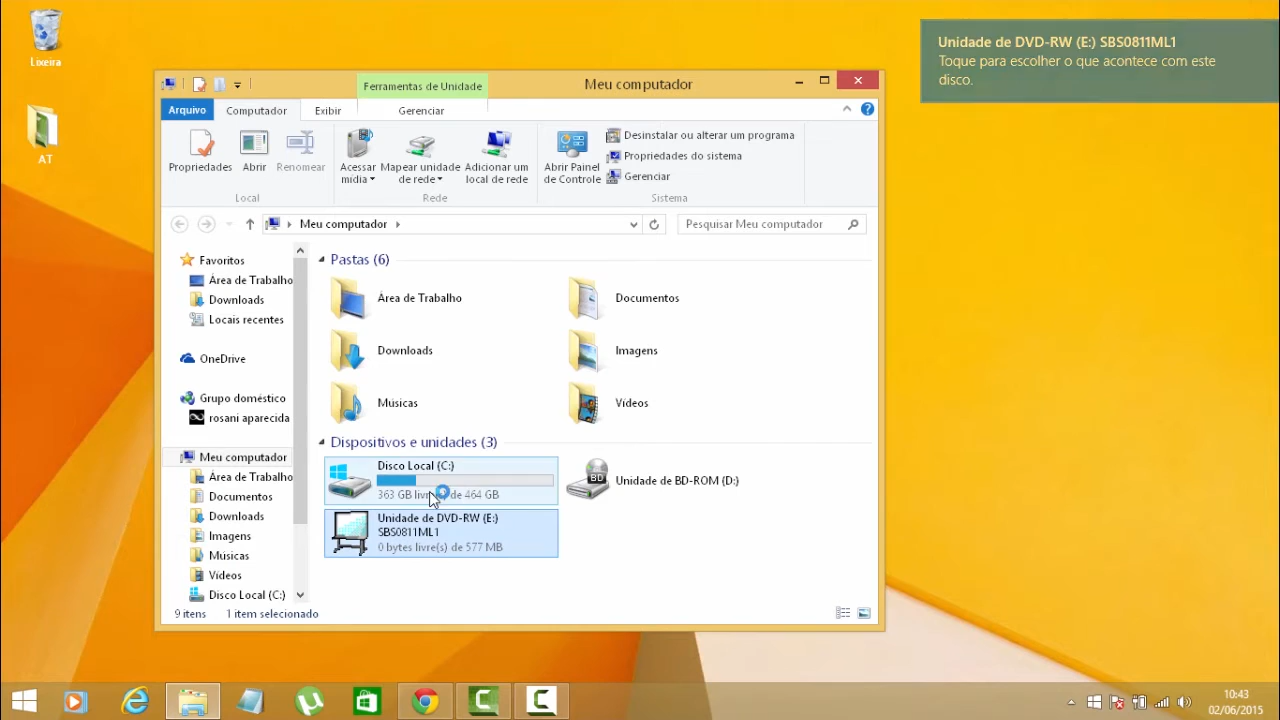 Lixeira
AT
Unidade de DVD-RW (E:) SBS0811ML1
Toque para escolher o que acontece com este
disco.
Ferramentas de Unidade
Meu computador
Arquivo
Computador
Exibir
Gerenciar
Propriedades
Abrir
Renomear
Local
Acessar
mídia
Mapear unidade
de rede
Adicionar um
local de rede
Rede
Abrir Painel
de Controle
Desinstalar ou alterar um programa
Propriedades do sistema
Gerenciar
Sistema
Meu computador
Pesquisar Meu computador
Favoritos
Área de Trabalho
Downloads
Locais recentes
OneDrive
Grupo doméstico
rosani aparecida
Meu computador
Área de Trabalho
Documentos
Downloads
Imagens
Músicas
Vídeos
Disco Local (C:)
Pastas (6)
Área de Trabalho
Documentos
Downloads
Imagens
Músicas
Vídeos
Dispositivos e unidades (3)
Disco Local (C:)
363 GB de 464 GB
Unidade de BD-ROM (D:)
BD
Unidade de DVD-RW (E:)
SBS0811ML1
0 bytes livre(s) de 577 MB
9 itens
1 item selecionado
10:43
02/06/2015